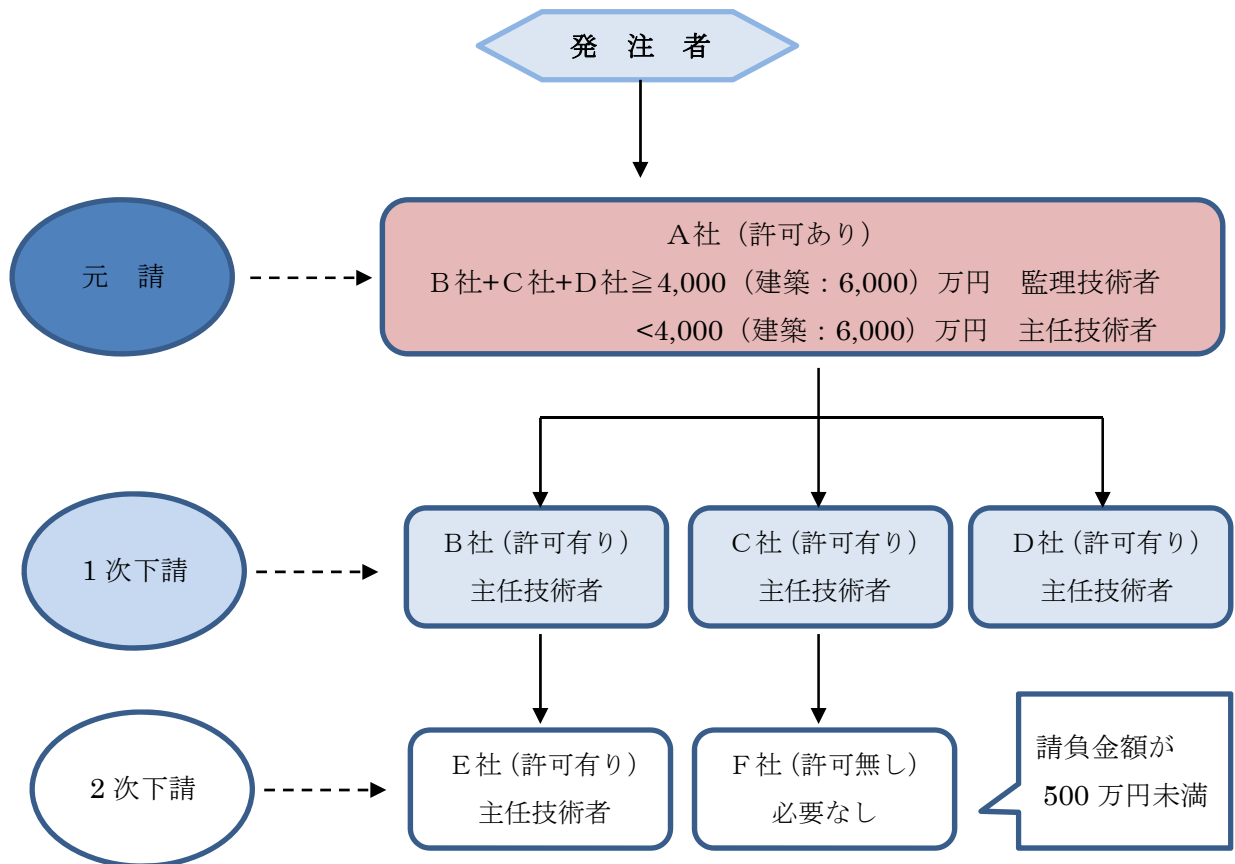 発 注 者
元 請
A社（許可あり）
B社+C社+D社≧4,000（建築：6,000）万円 監理技術者
<4,000（建築：6,000）万円 主任技術者
1次下請
B社（許可有り）
主任技術者
C社（許可有り）
主任技術者
D社（許可有り）
主任技術者
2次下請
E社（許可有り）
主任技術者
F社（許可無し）
必要なし
請負金額が
500万円未満